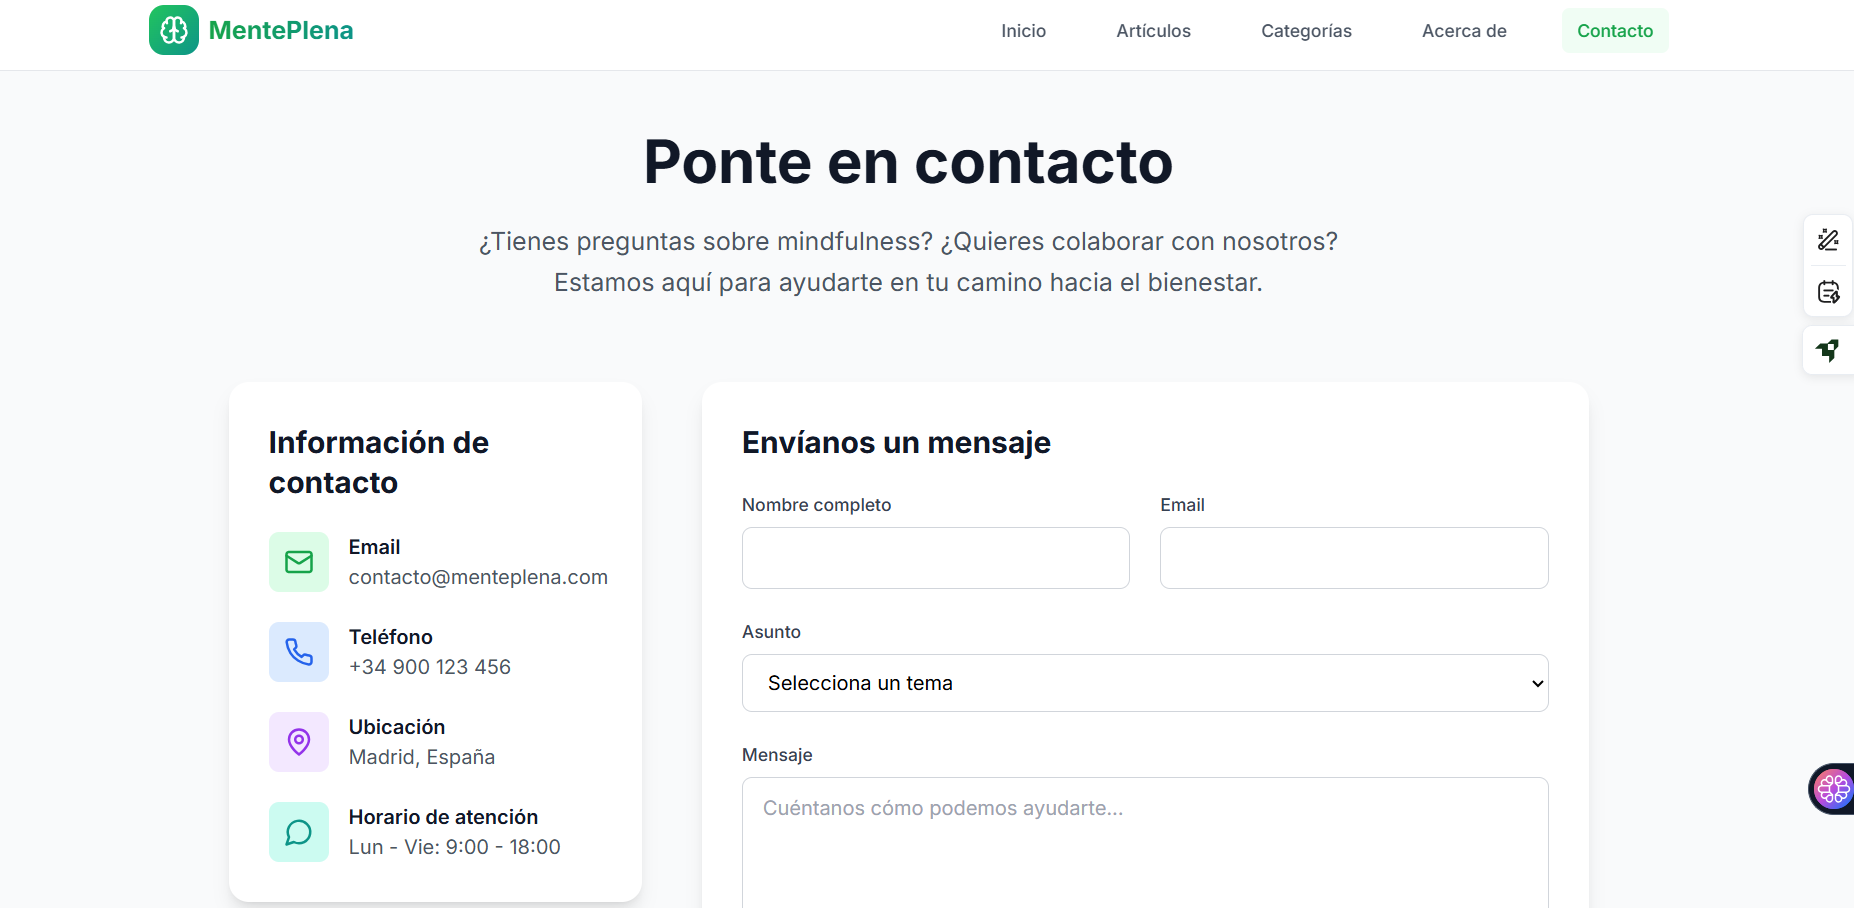 MentePlena
Inicio
Artículos
Categorías
Acerca de
Contacto
Ponte en contacto
¿Tienes preguntas sobre mindfulness? ¿Quieres colaborar con nosotros?
Estamos aquí para ayudarte en tu camino hacia el bienestar.
Información de
contacto
Email
contacto@menteplena.com
Teléfono
+34 900 123 456
Ubicación
Madrid, España
Horario de atención
Lun - Vie: 9:00 - 18:00
Envíanos un mensaje
Nombre completo
Email
Asunto
Selecciona un tema
Mensaje
Cuéntanos cómo podemos ayudarte...